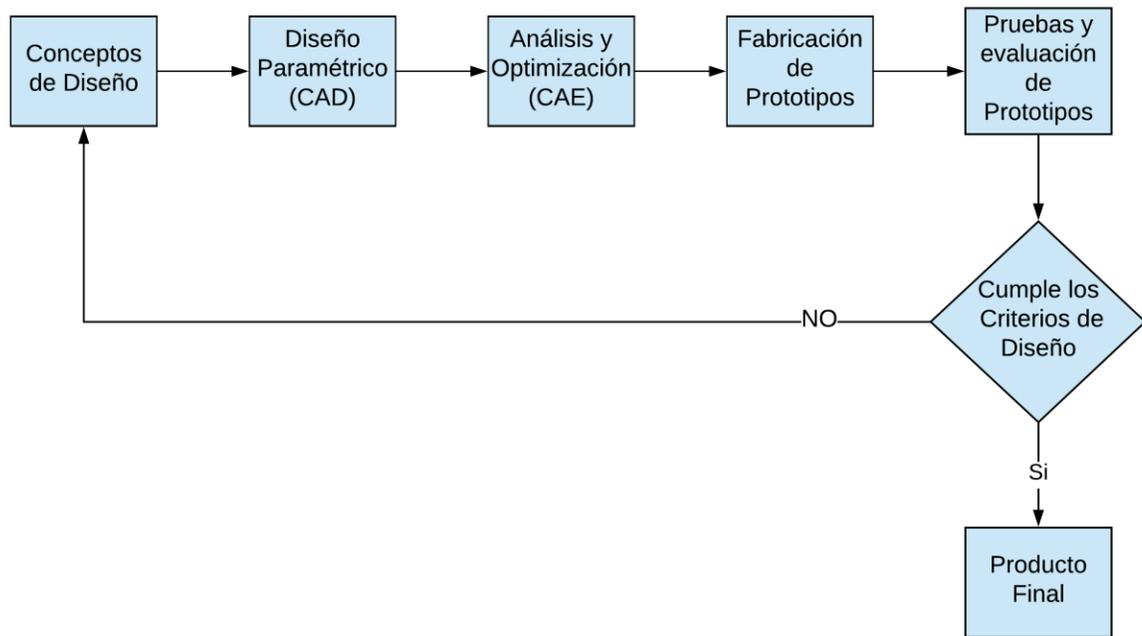 Conceptos
de Diseño
Diseño
Paramétrico
(CAD)
Análisis y
Optimización
(CAE)
Fabricación
de
Prototipos
Pruebas y
evaluación
de
Prototipos
Cumple los
Criterios de
Diseño
NO
Si
Producto
Final